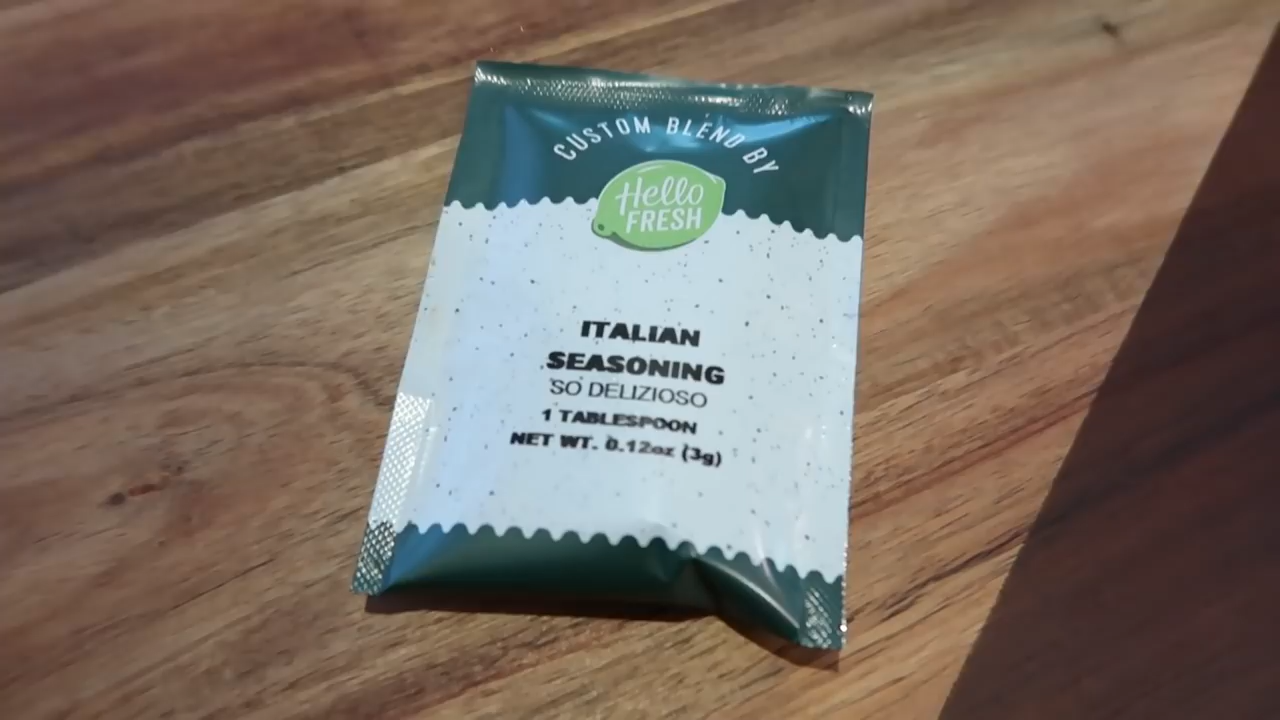 CUSTOM BLEND BY
Hello
FRESH
ITALIAN
SEASONING
SO DELIZIOSO
1 TABLESPOON
NET WT. 0.12oz (3g)